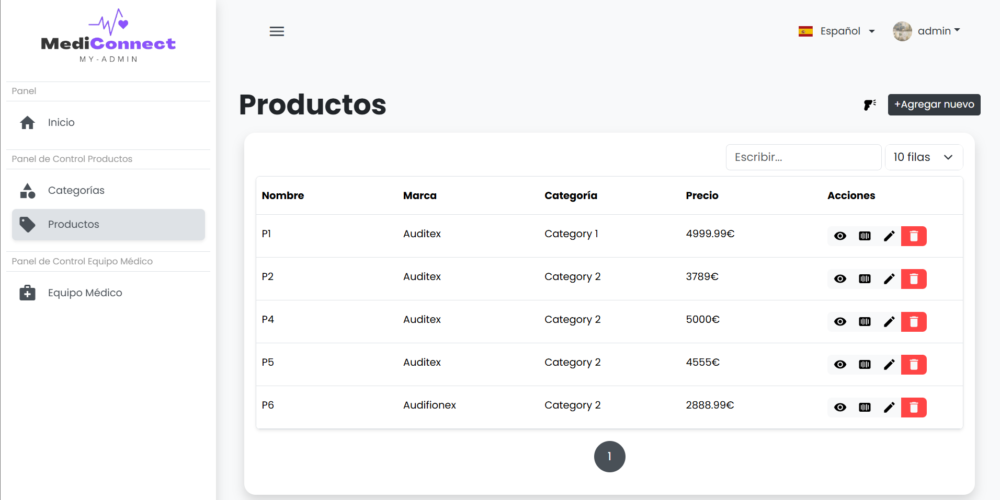 MediConnect
MY-ADMIN
Español
admin
Panel
Inicio
Panel de Control Productos
Categorías
Productos
Panel de Control Equipo Médico
Equipo Médico
Productos
+Agregar nuevo
Escribir...
10 filas
Nombre Marca Categoría Precio Acciones
P1 Auditex Category 1 4999.99€
P2 Auditex Category 2 3789€
P4 Auditex Category 2 5000€
P5 Auditex Category 2 4555€
P6 Audifionex Category 2 2888.99€
1